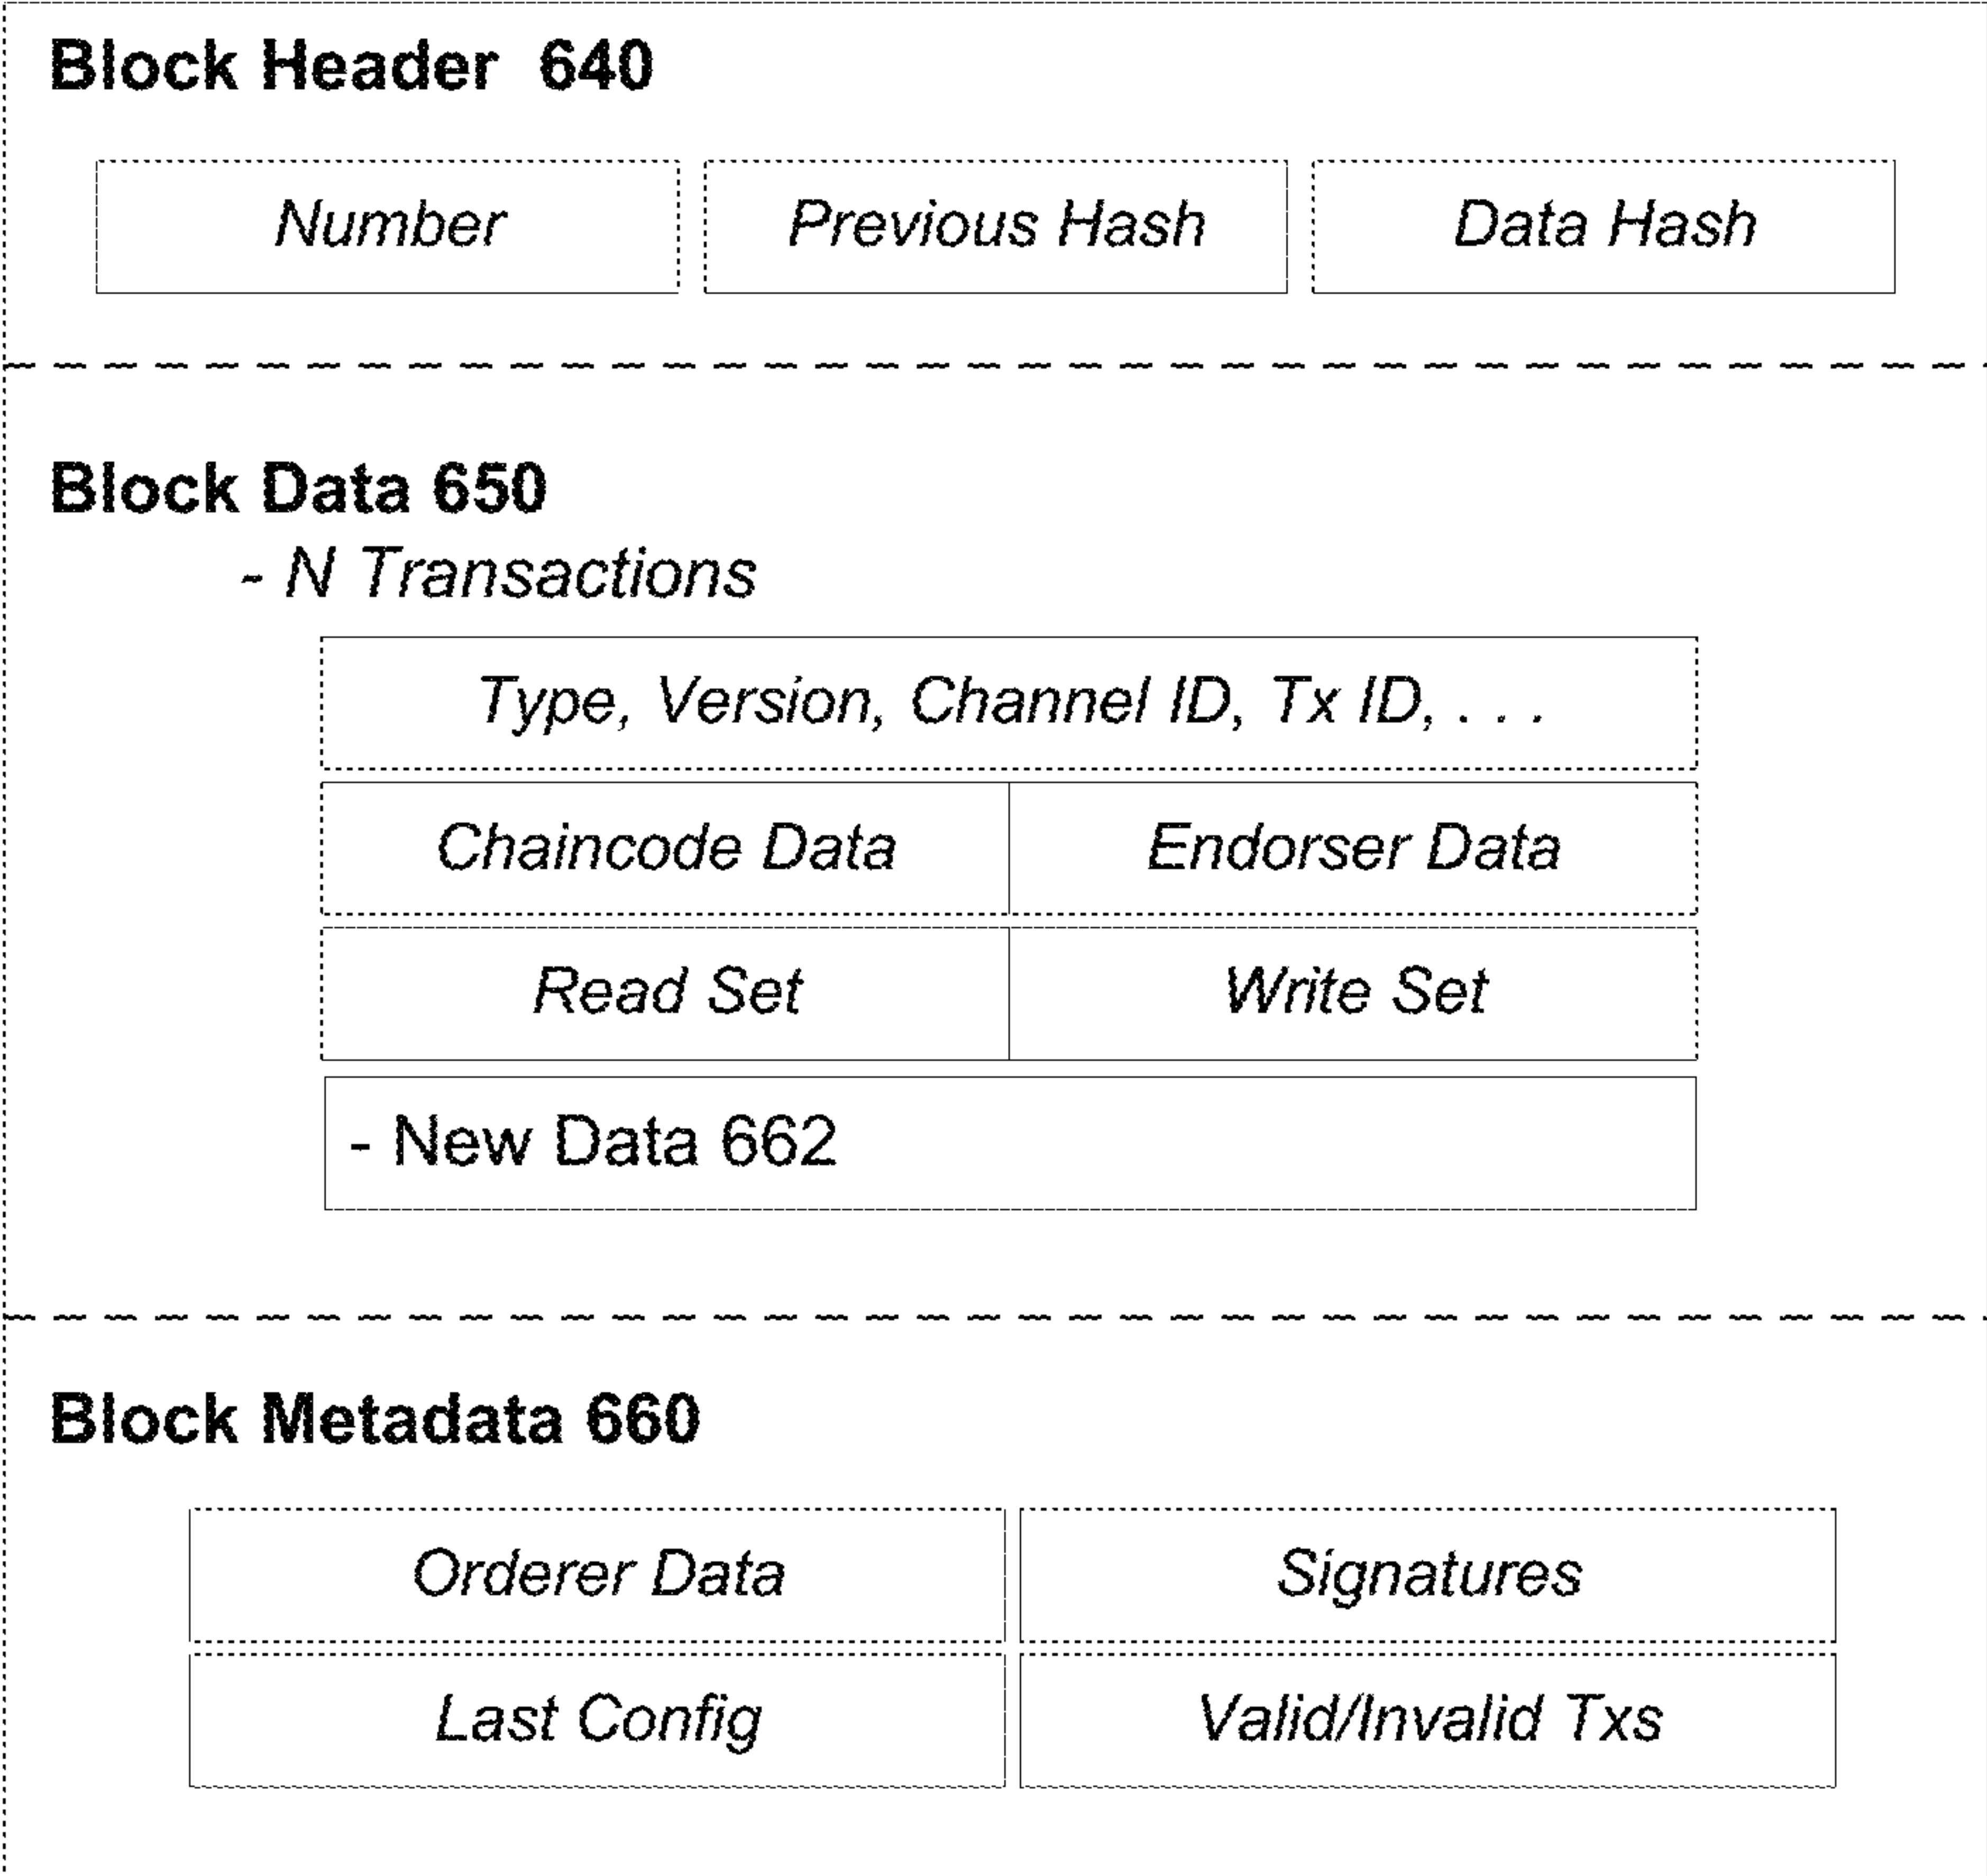 Block Header 640
Number Previous Hash Data Hash
Block Data 650
- N Transactions
Type, Version, Channel ID, Tx ID, . . .
Chaincode Data Endorser Data
Read Set Write Set
- New Data 662
Block Metadata 660
Orderer Data Signatures
Last Config Valid/Invalid Txs